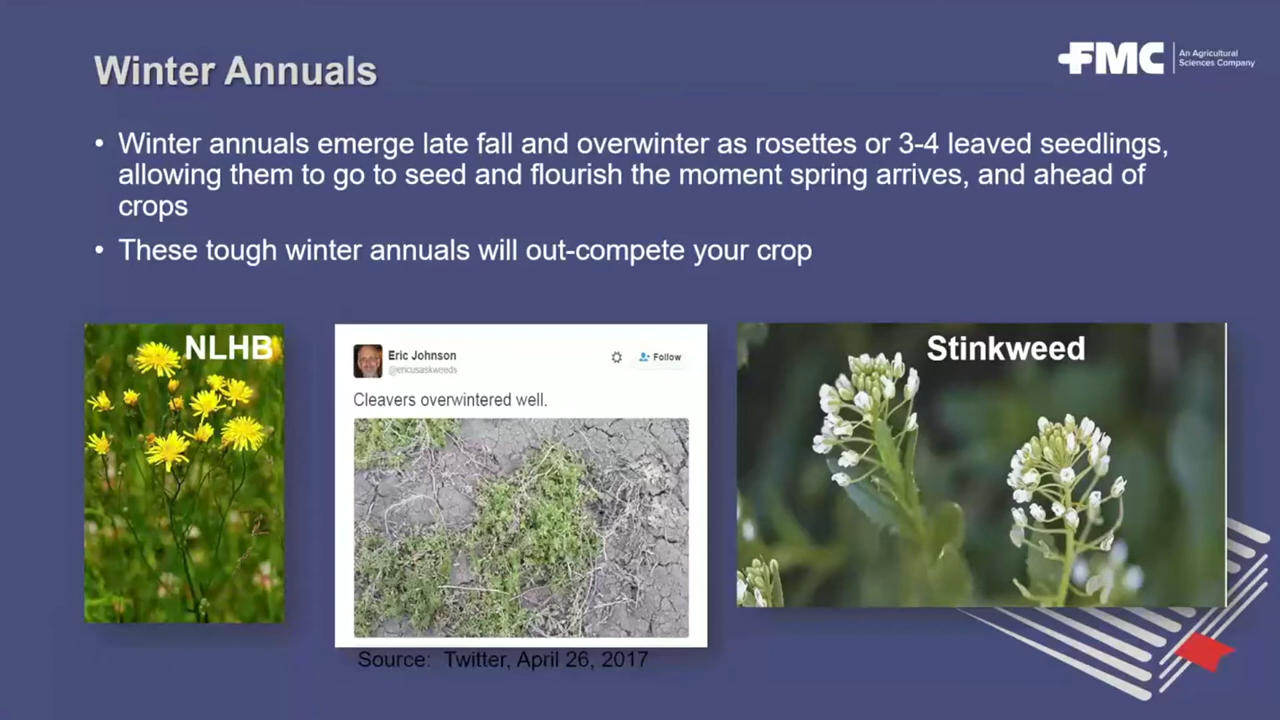 Winter Annuals
FMC
An Agricultural
Sciences Company
• Winter annuals emerge late fall and overwinter as rosettes or 3-4 leaved seedlings,
allowing them to go to seed and flourish the moment spring arrives, and ahead of
crops
• These tough winter annuals will out-compete your crop
NLHB
Eric Johnson
@ericusaskweeds
Follow
Cleavers overwintered well.
Stinkweed
Source: Twitter, April 26, 2017